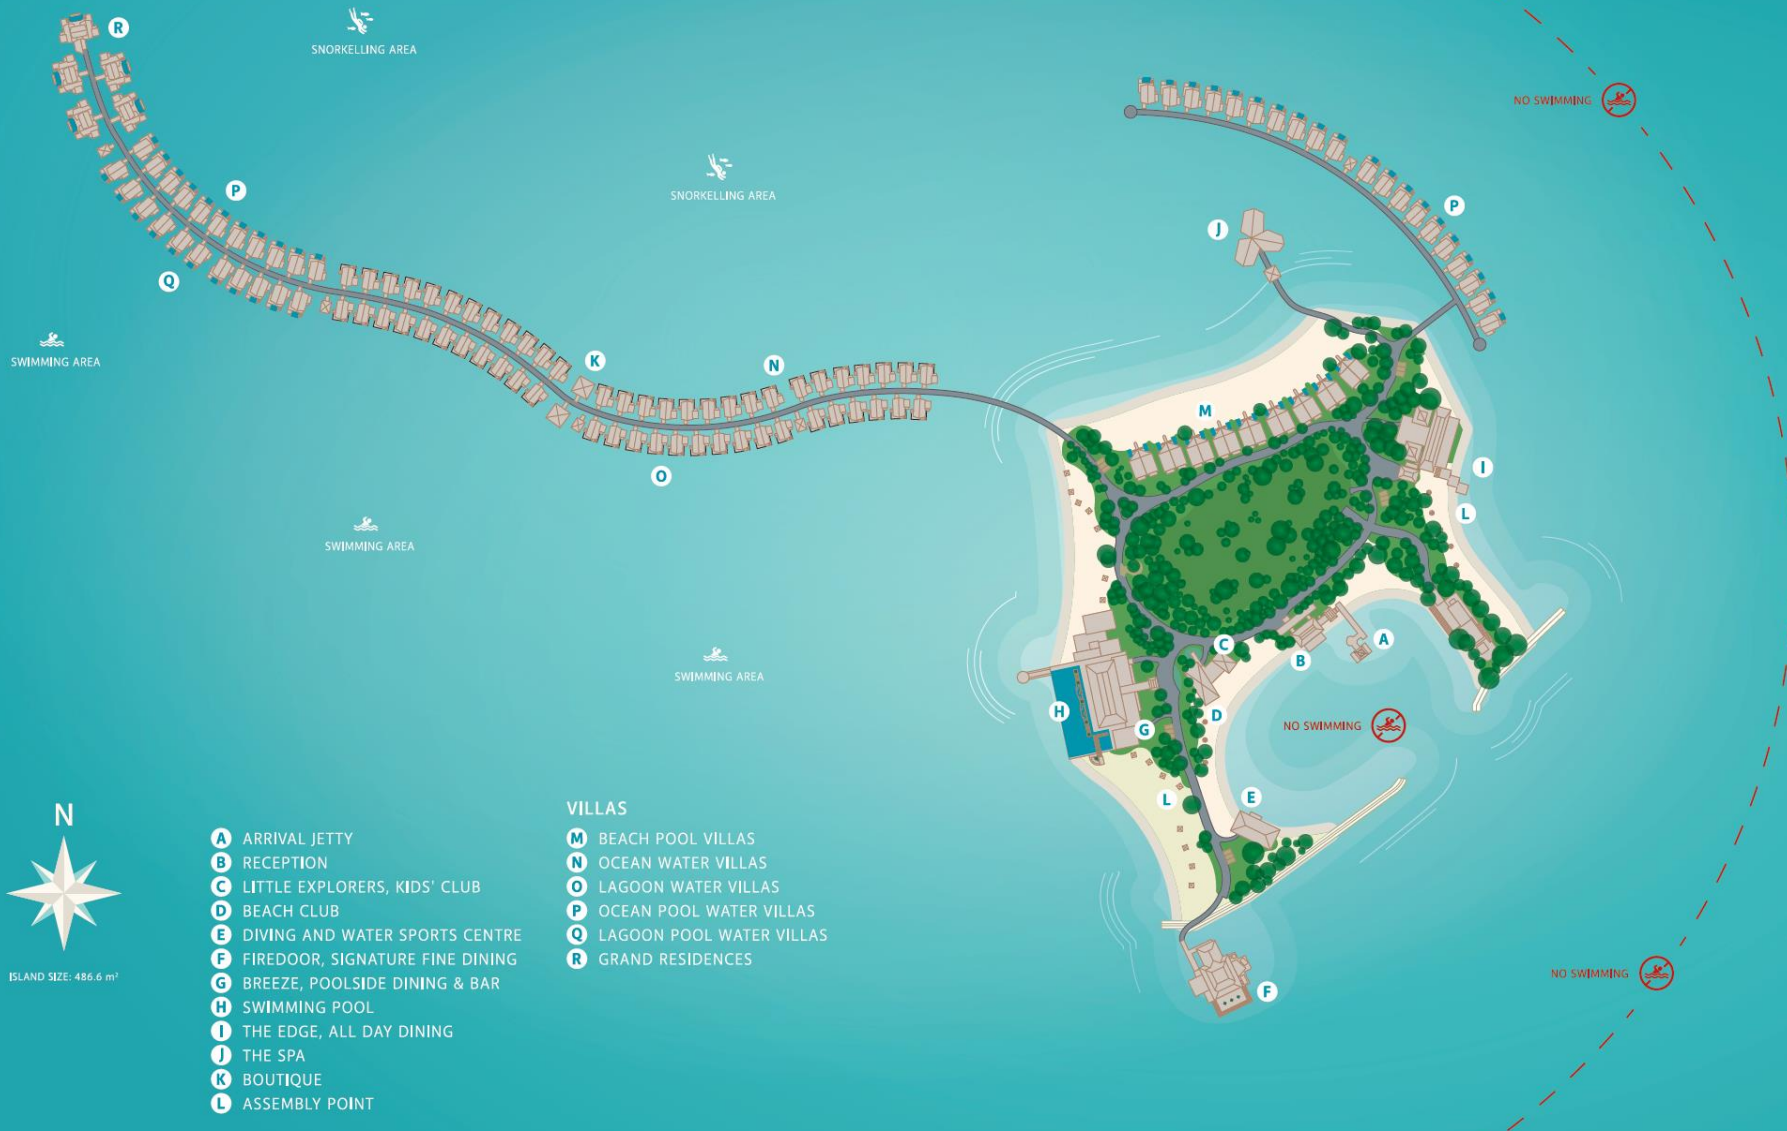 R
SNORKELLING AREA
NO SWIMMING
SNORKELLING AREA
P
P
J
Q
SWIMMING AREA
K
N
M
O
I
L
SWIMMING AREA
A
C
B
SWIMMING AREA
H
D
G
NO SWIMMING
L
E
NO SWIMMING
F
N
ISLAND SIZE: 486.6 m²
A ARRIVAL JETTY
B RECEPTION
C LITTLE EXPLORERS, KIDS' CLUB
D BEACH CLUB
E DIVING AND WATER SPORTS CENTRE
F FIREDOOR, SIGNATURE FINE DINING
G BREEZE, POOLSIDE DINING & BAR
H SWIMMING POOL
I THE EDGE, ALL DAY DINING
J THE SPA
K BOUTIQUE
L ASSEMBLY POINT
VILLAS
M BEACH POOL VILLAS
N OCEAN WATER VILLAS
O LAGOON WATER VILLAS
P OCEAN POOL WATER VILLAS
Q LAGOON POOL WATER VILLAS
R GRAND RESIDENCES